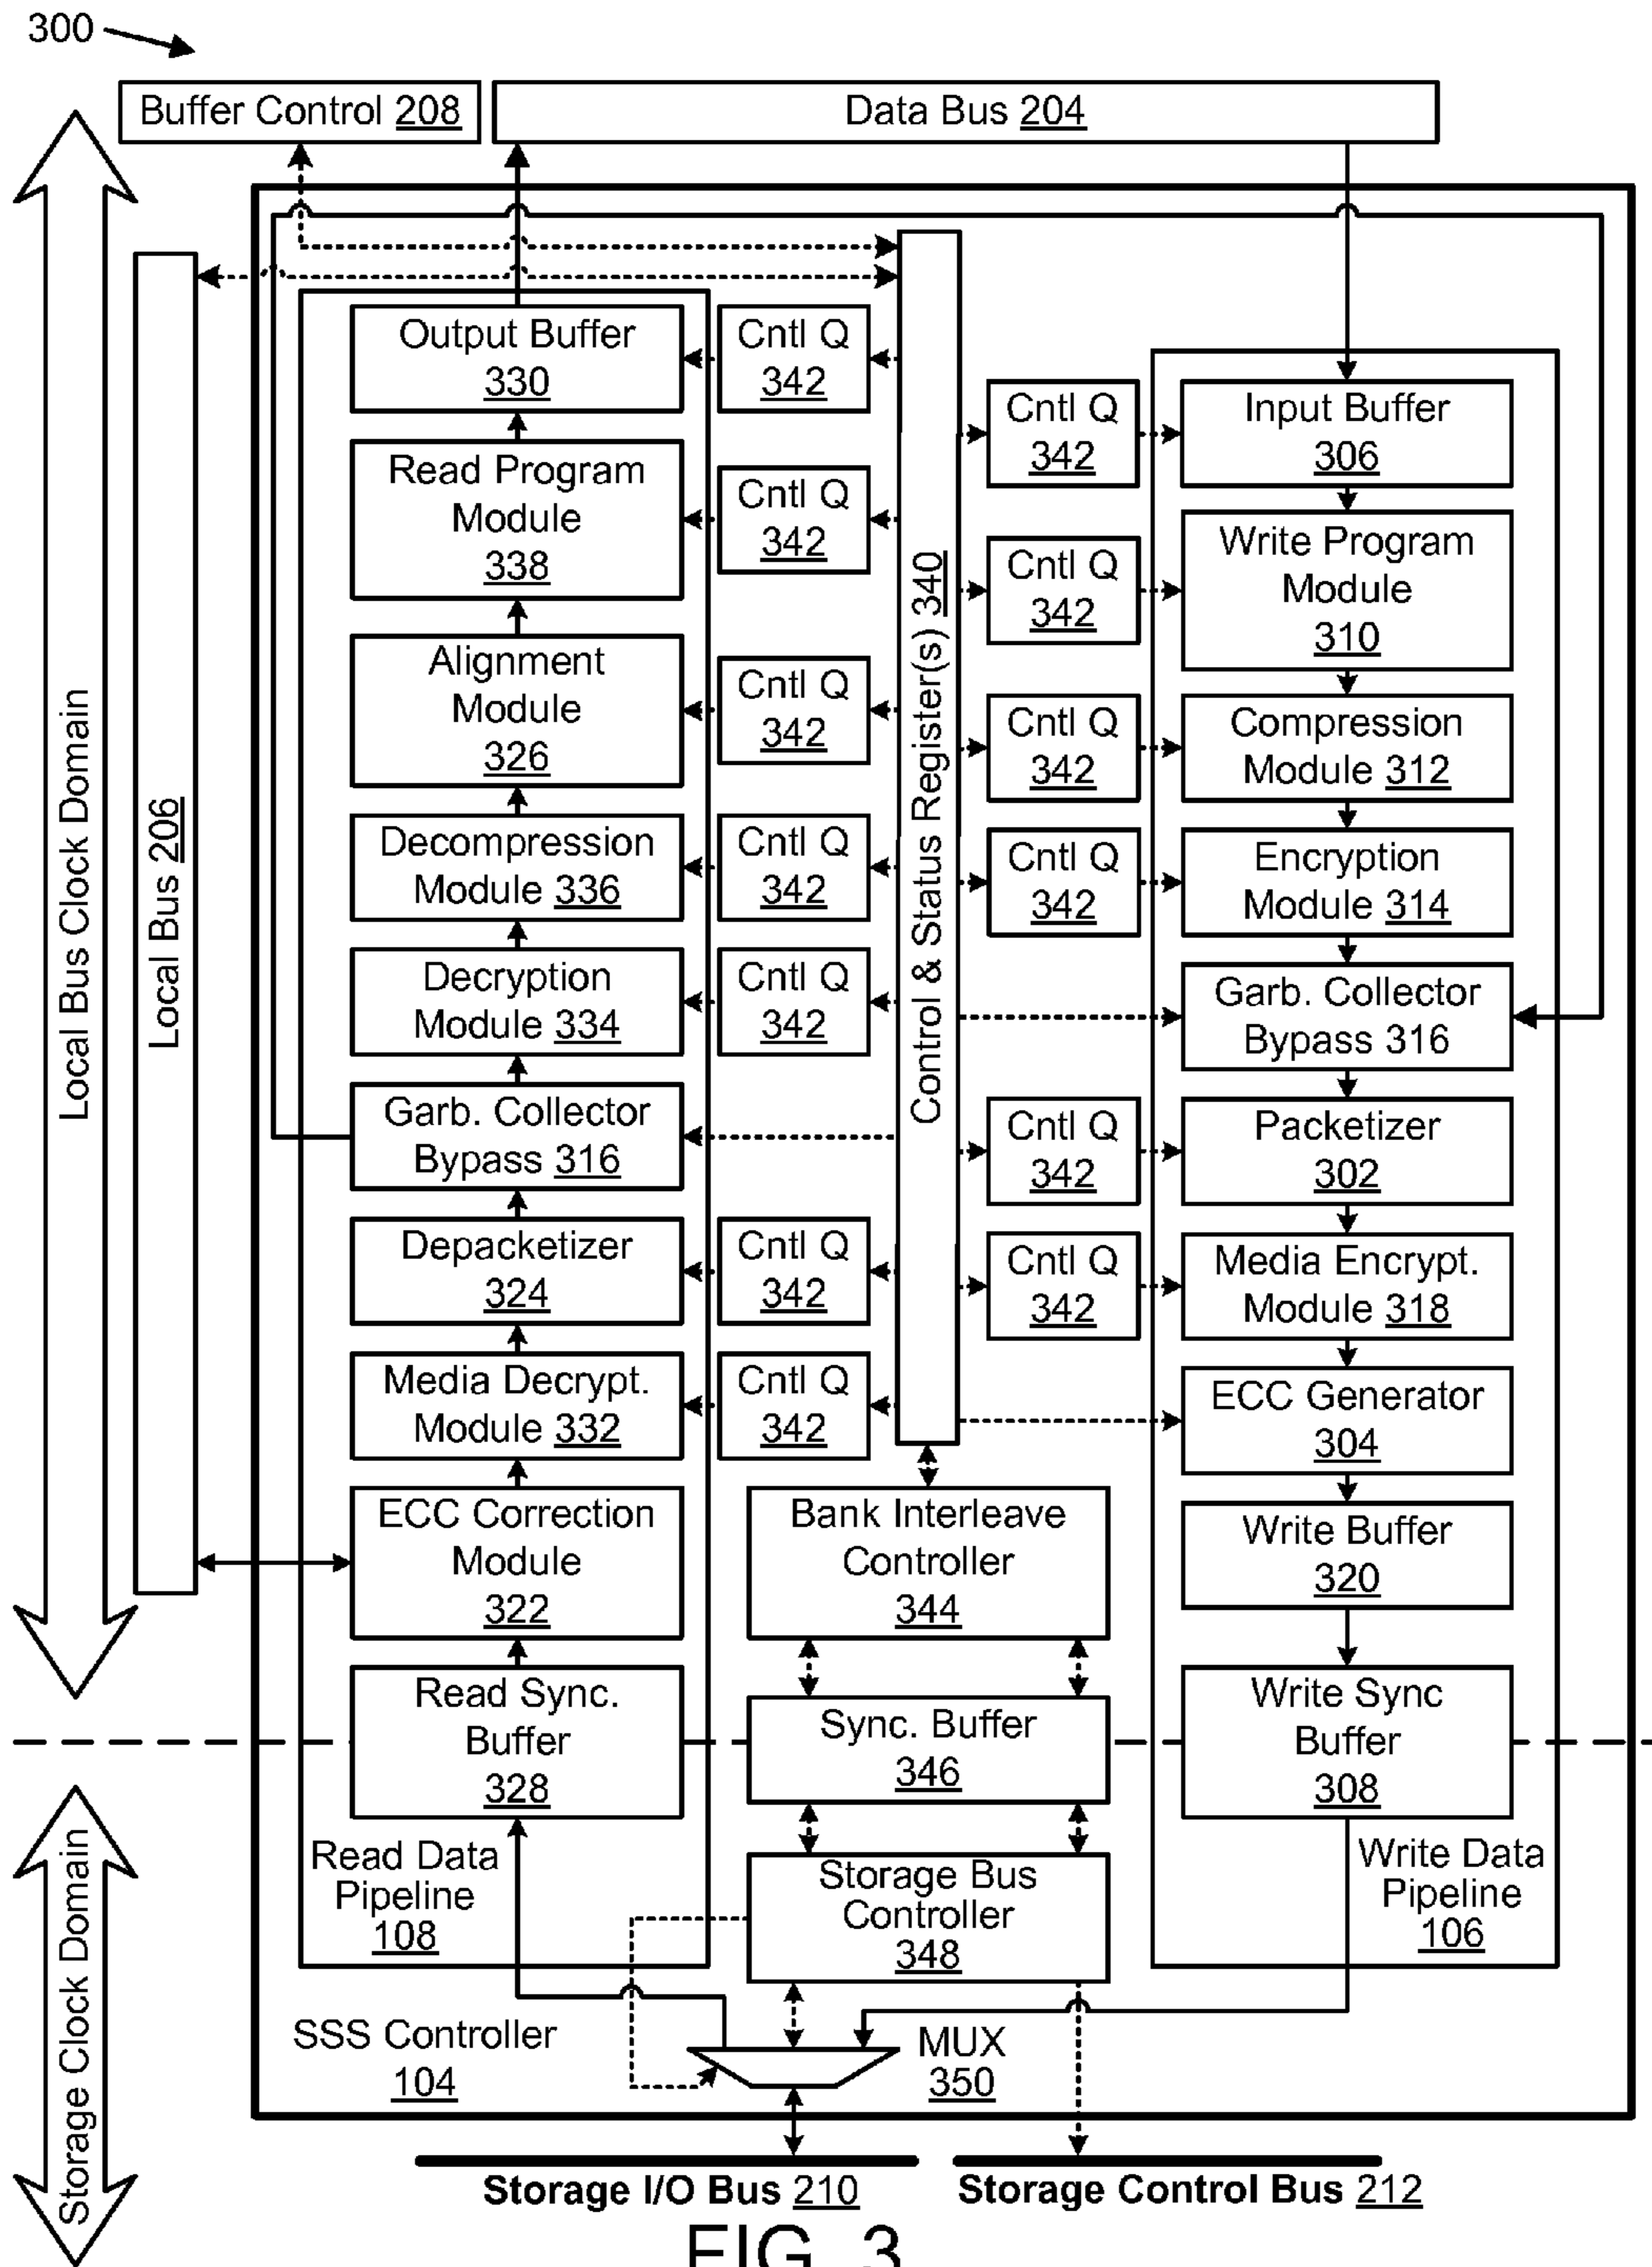 300
Buffer Control 208
Data Bus 204
Local Bus Clock Domain
Storage Clock Domain
Local Bus 206
Output Buffer
330
Read Program
Module
338
Alignment
Module
326
Decompression
Module 336
Decryption
Module 334
Garb. Collector
Bypass 316
Depacketizer
324
Media Decrypt.
Module 332
ECC Correction
Module
322
Read Sync.
Buffer
328
Read Data
Pipeline
108
Cntl Q
342
Cntl Q
342
Cntl Q
342
Cntl Q
342
Cntl Q
342
Cntl Q
342
Cntl Q
342
Control & Status Register(s) 340
Bank Interleave
Controller
344
Sync. Buffer
346
Storage Bus
Controller
348
Cntl Q
342
Cntl Q
342
Cntl Q
342
Cntl Q
342
Cntl Q
342
Cntl Q
342
Input Buffer
306
Write Program
Module
310
Compression
Module 312
Encryption
Module 314
Garb. Collector
Bypass 316
Packetizer
302
Media Encrypt.
Module 318
ECC Generator
304
Write Buffer
320
Write Sync
Buffer
308
Write Data
Pipeline
106
SSS Controller
104
MUX
350
Storage I/O Bus 210
Storage Control Bus 212
FIG. 3